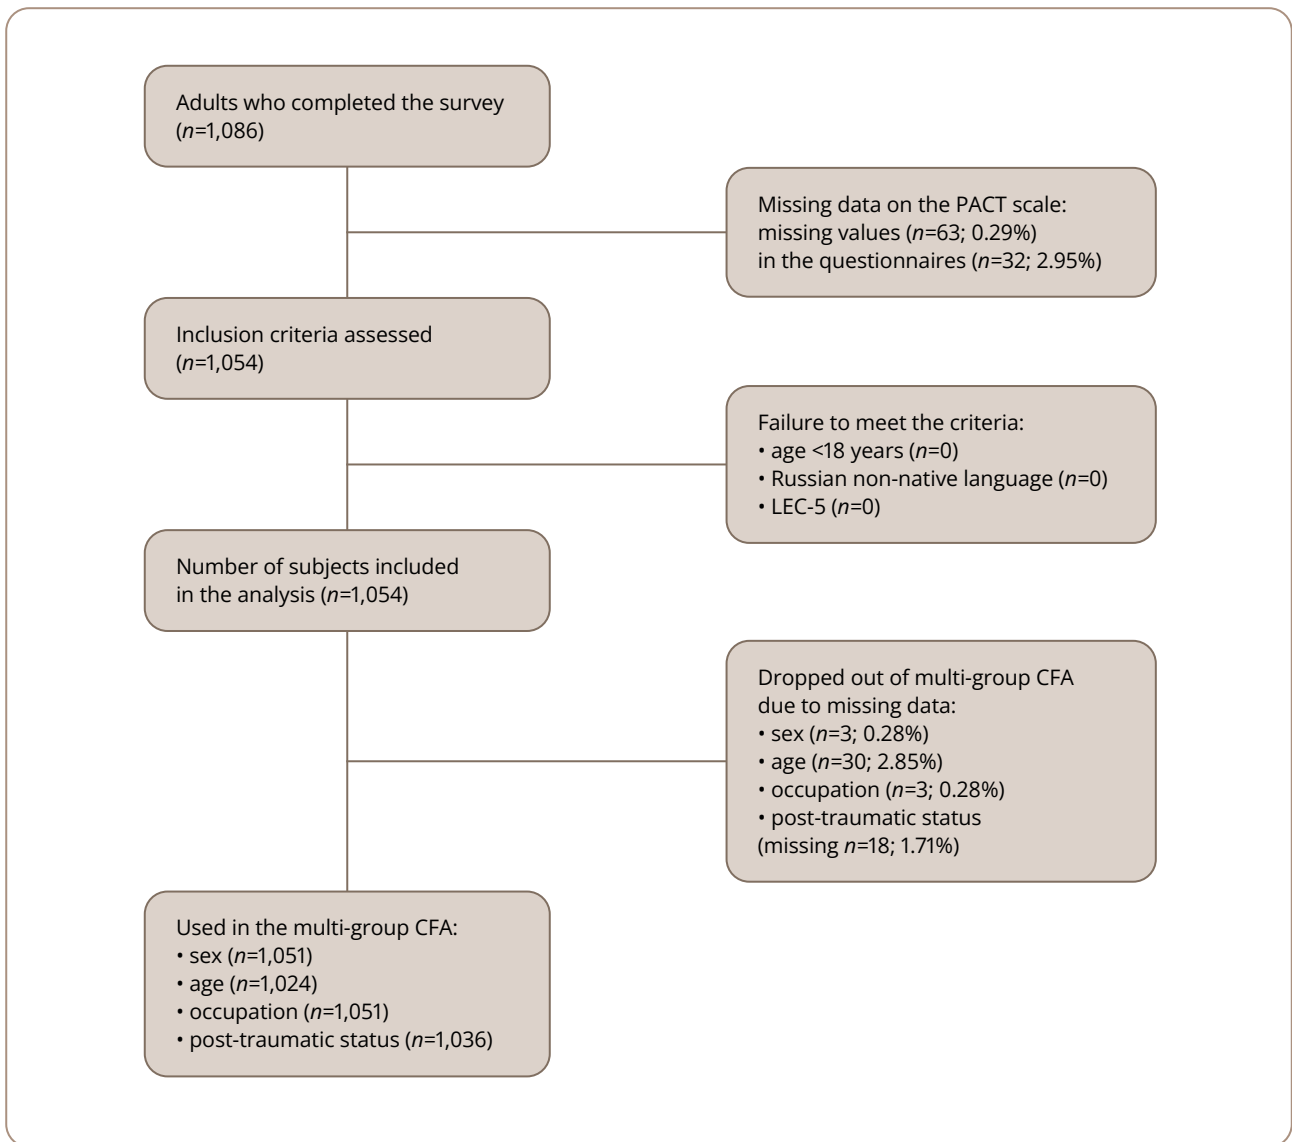 Adults who completed the survey
(n=1,086)
Missing data on the PACT scale:
missing values (n=63; 0.29%)
in the questionnaires (n=32; 2.95%)
Inclusion criteria assessed
(n=1,054)
Failure to meet the criteria:
• age <18 years (n=0)
• Russian non-native language (n=0)
• LEC-5 (n=0)
Number of subjects included
in the analysis (n=1,054)
Dropped out of multi-group CFA
due to missing data:
• sex (n=3; 0.28%)
• age (n=30; 2.85%)
• occupation (n=3; 0.28%)
• post-traumatic status
(missing n=18; 1.71%)
Used in the multi-group CFA:
• sex (n=1,051)
• age (n=1,024)
• occupation (n=1,051)
• post-traumatic status (n=1,036)